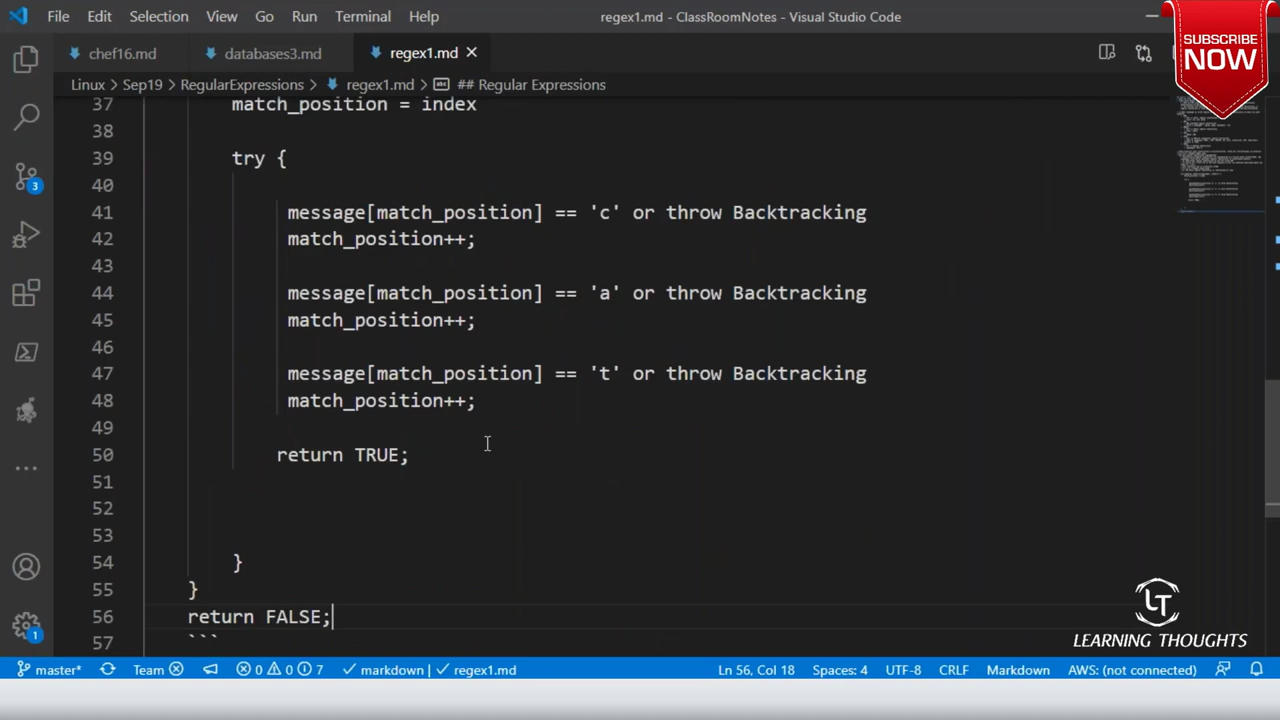 File Edit Selection View Go Run Terminal Help regex1.md - ClassRoomNotes - Visual Studio Code
SUBSCRIBE
NOW
chef16.md databases3.md regex1.md
Linux > Sep19 > RegularExpressions > regex1.md > ## Regular Expressions
37 match_position = index
38
39 try {
40
41 message[match_position] == 'c' or throw Backtracking
42 match_position++;
43
44 message[match_position] == 'a' or throw Backtracking
45 match_position++;
46
47 message[match_position] == 't' or throw Backtracking
48 match_position++;
49
50 return TRUE;
51
52
53
54 }
55 }
56 return FALSE;
57 ```
3
1
LT
LEARNING THOUGHTS
master* Team 0 0 7 markdown | regex1.md Ln 56, Col 18 Spaces: 4 UTF-8 CRLF Markdown AWS: (not connected)